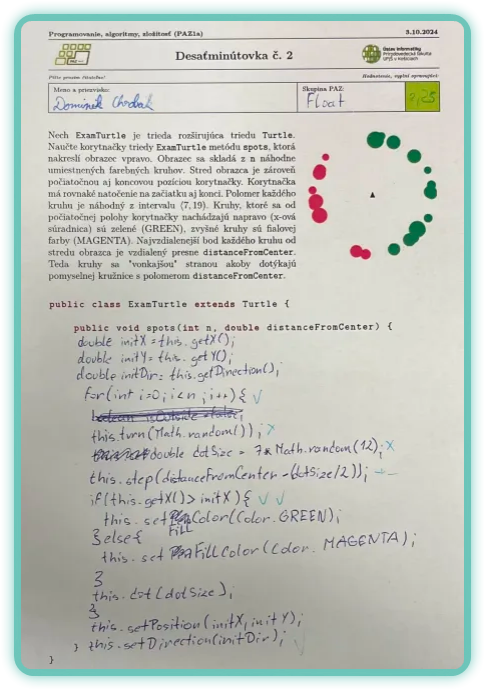 Programovanie, algoritmy, zložitosť (PAZ1a)
3.10.2024
Desaťminútovka č. 2
Ústav informatiky
Prírodovedecká fakulta
UPJŠ v Košiciach
Píšte prosím čitateľne!
Hodnotenie, vyplní opravujúci:
Meno a priezvisko:
Dominik
Skupina PAZ:
Float
Nech ExamTurtle je trieda rozširujúca triedu Turtle.
Naučte korytnačky triedy ExamTurtle metódu spots, ktorá
nakreslí obrazec vpravo. Obrazec sa skladá z n náhodne
umiestnených farebných kruhov. Stred obrazca je zároveň
počiatočnou aj koncovou pozíciou korytnačky. Korytnačka
má rovnaké natočenie na začiatku aj konci. Polomer každého
kruhu je náhodný z intervalu (7,19). Kruhy, ktoré sa od
počiatočnej polohy korytnačky nachádzajú napravo (x-ová
súradnica) sú zelené (GREEN), zvyšné kruhy sú fialovej
farby (MAGENTA). Najvzdialenejší bod každého kruhu od
stredu obrazca je vzdialený presne distanceFromCenter.
Teda kruhy sa "vonkajšou" stranou akoby dotýkajú
pomyselnej kružnice s polomerom distanceFromCenter.
public class ExamTurtle extends Turtle {
public void spots(int n, double distanceFromCenter) {
double initX = this.getX();
double initY = this.getY();
double initDir = this.getDirection();
for(int i=0; i<n; i++){
this.turn(Math.random());
double dotSize = 7* Math.random(12);
this.step(distanceFromCenter-(dotSize/2));
if(this.getX()> initX){
this.setFillColor(Color.GREEN);
}else{
this.setFillColor(Color.MAGENTA);
}
this.dot(dotSize);
}
this.setPosition(initX, initY);
} this.setDirection(initDir);
}